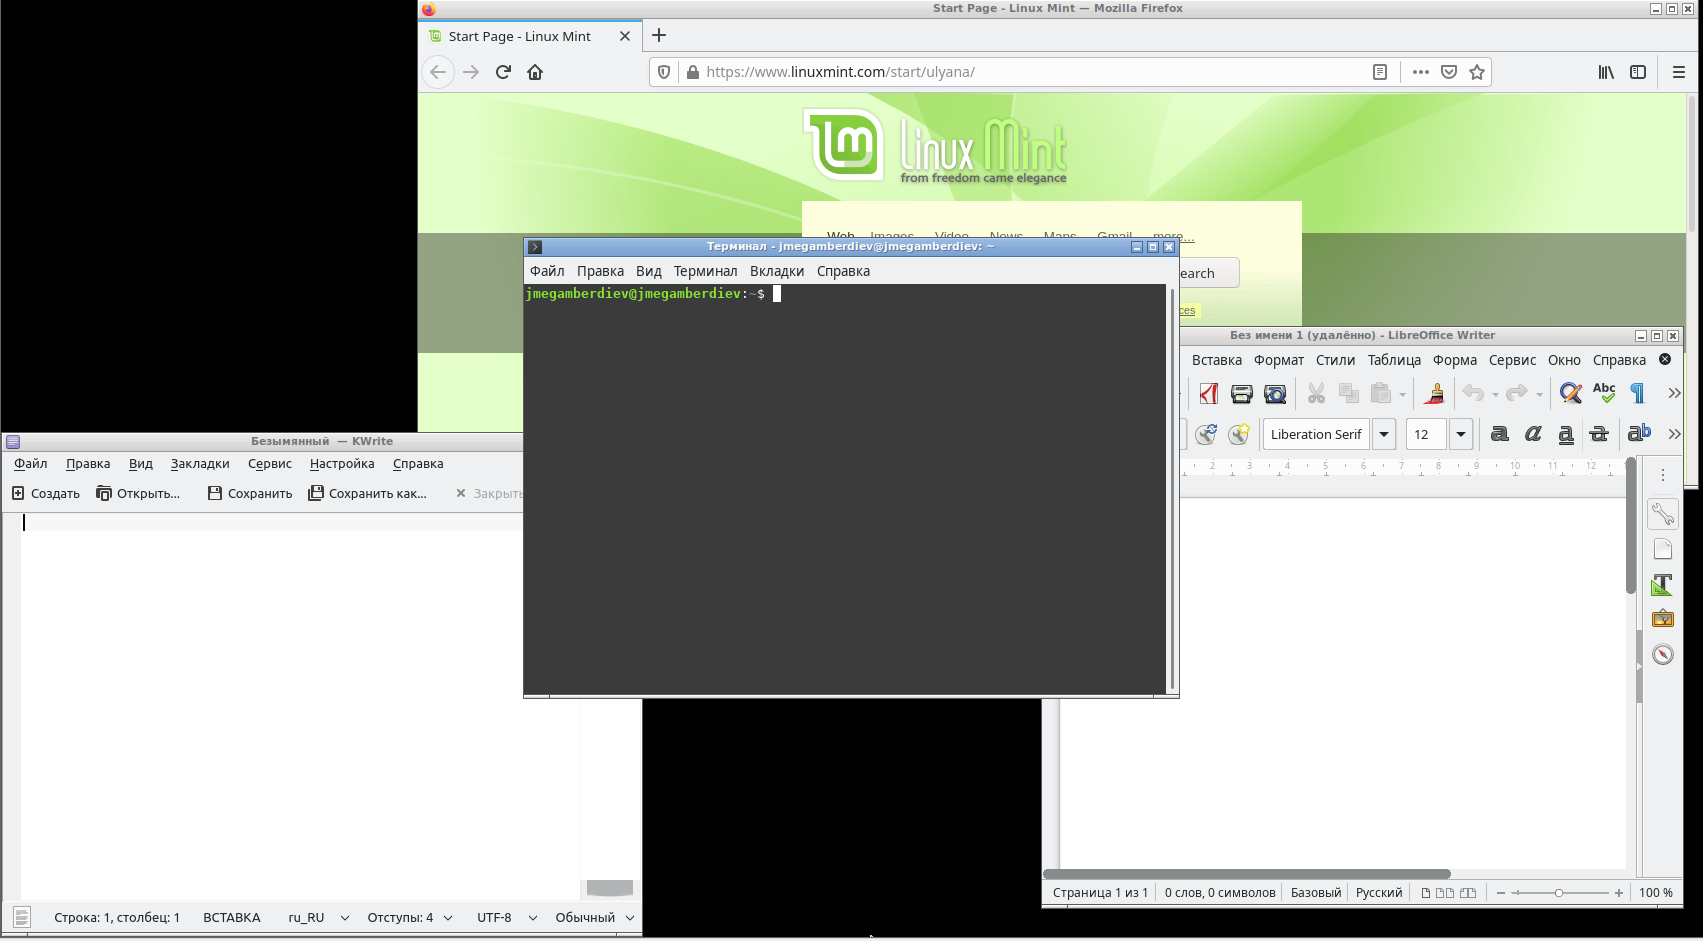 Start Page - Linux Mint — Mozilla Firefox
Start Page - Linux Mint
https://www.linuxmint.com/start/ulyana/
Linux Mint
from freedom came elegance
Web Images Video News Maps Gmail more...
Терминал - jmegamberdiev@jmegamberdiev: ~
Файл Правка Вид Терминал Вкладки Справка
jmegamberdiev@jmegamberdiev:~$
earch
ces
Без имени 1 (удалённо) - LibreOffice Writer
Вставка Формат Стили Таблица Форма Сервис Окно Справка
Abc
Liberation Serif 12 a a a a ab
2 3 4 5 6 7 8 9 10 11 12
Безымянный — KWrite
Файл Правка Вид Закладки Сервис Настройка Справка
Создать Открыть... Сохранить Сохранить как... Закрыть
Строка: 1, столбец: 1 ВСТАВКА ru_RU Отступы: 4 UTF-8 Обычный
Страница 1 из 1 0 слов, 0 символов Базовый Русский 100 %